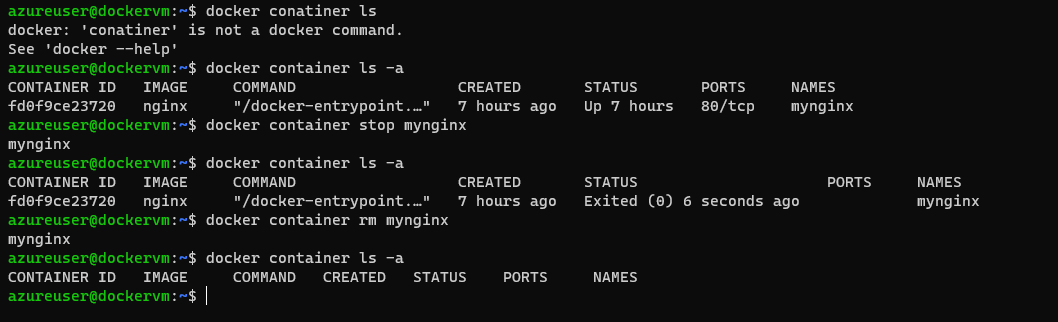 azureuser@dockervm:~$ docker conatiner ls
docker: 'conatiner' is not a docker command.
See 'docker --help'
azureuser@dockervm:~$ docker container ls -a
CONTAINER ID   IMAGE     COMMAND                  CREATED       STATUS       PORTS     NAMES
fd0f9ce23720   nginx     "/docker-entrypoint.…"   7 hours ago   Up 7 hours   80/tcp    mynginx
azureuser@dockervm:~$ docker container stop mynginx
mynginx
azureuser@dockervm:~$ docker container ls -a
CONTAINER ID   IMAGE     COMMAND                  CREATED       STATUS                     PORTS     NAMES
fd0f9ce23720   nginx     "/docker-entrypoint.…"   7 hours ago   Exited (0) 6 seconds ago             mynginx
azureuser@dockervm:~$ docker container rm mynginx
mynginx
azureuser@dockervm:~$ docker container ls -a
CONTAINER ID   IMAGE     COMMAND   CREATED   STATUS    PORTS     NAMES
azureuser@dockervm:~$